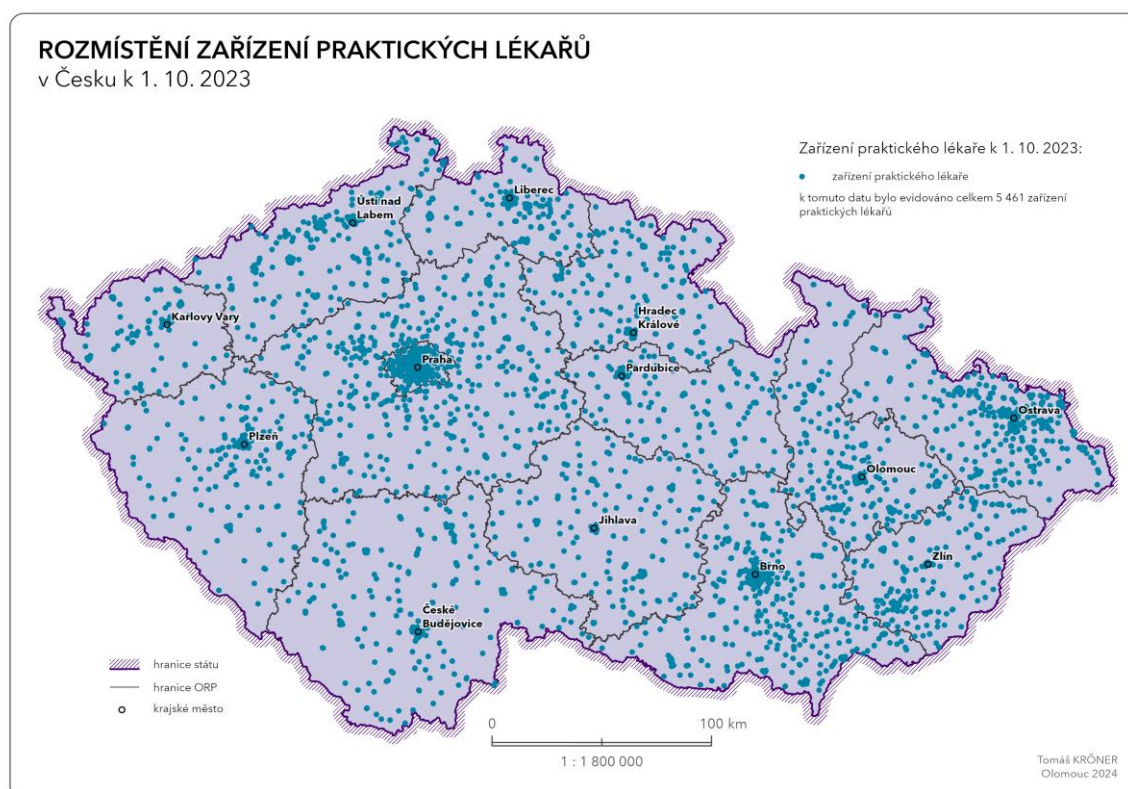 ROZMÍSTĚNÍ ZAŘÍZENÍ PRAKTICKÝCH LÉKAŘŮ
v Česku k 1. 10. 2023
Zařízení praktického lékaře k 1. 10. 2023:
zařízení praktického lékaře
k tomuto datu bylo evidováno celkem 5 461 zařízení
praktických lékařů
Liberec
Ústí nad
Labem
Karlovy Vary
Hradec
Králové
Praha
Pardubice
Ostrava
Plzeň
Olomouc
Jihlava
Zlín
Brno
České
Budějovice
hranice státu
hranice ORP
krajské město
0 100 km
1 : 1 800 000
Tomáš KRÖNER
Olomouc 2024